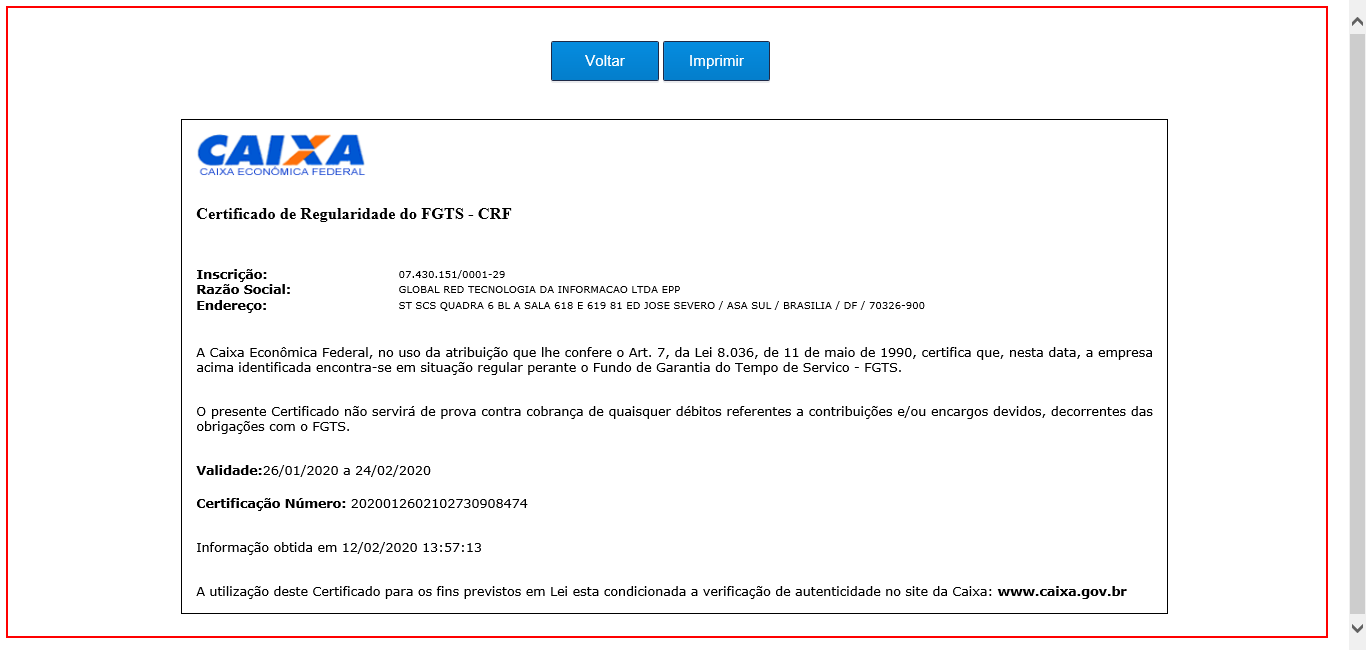 Voltar Imprimir
CAIXA
CAIXA ECONÔMICA FEDERAL
Certificado de Regularidade do FGTS - CRF
Inscrição: 07.430.151/0001-29
Razão Social: GLOBAL RED TECNOLOGIA DA INFORMACAO LTDA EPP
Endereço: ST SCS QUADRA 6 BL A SALA 618 E 619 81 ED JOSE SEVERO / ASA SUL / BRASILIA / DF / 70326-900
A Caixa Econômica Federal, no uso da atribuição que lhe confere o Art. 7, da Lei 8.036, de 11 de maio de 1990, certifica que, nesta data, a empresa
acima identificada encontra-se em situação regular perante o Fundo de Garantia do Tempo de Servico - FGTS.
O presente Certificado não servirá de prova contra cobrança de quaisquer débitos referentes a contribuições e/ou encargos devidos, decorrentes das
obrigações com o FGTS.
Validade:26/01/2020 a 24/02/2020
Certificação Número: 2020012602102730908474
Informação obtida em 12/02/2020 13:57:13
A utilização deste Certificado para os fins previstos em Lei esta condicionada a verificação de autenticidade no site da Caixa: www.caixa.gov.br